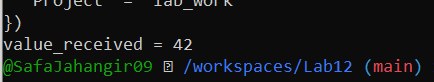 "Project" = "lab_work"
})
value_received = 42
@SafaJahangir09 ➜ /workspaces/Lab12 (main)